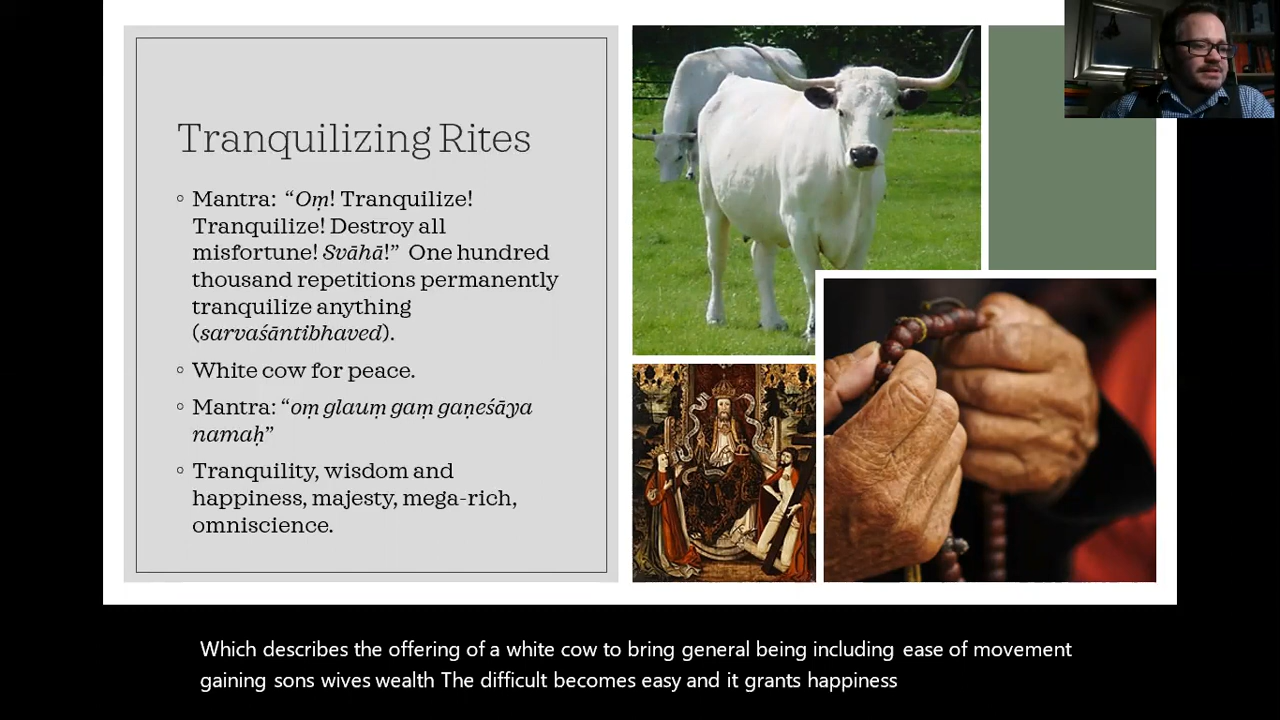 Tranquilizing Rites
◦ Mantra: “Oṃ! Tranquilize!
Tranquilize! Destroy all
misfortune! Svāhā!” One hundred
thousand repetitions permanently
tranquilize anything
(sarvaśāntibhaved).
◦ White cow for peace.
◦ Mantra: “oṃ glauṃ gaṃ gaṇeśāya
namaḥ”
◦ Tranquility, wisdom and
happiness, majesty, mega-rich,
omniscience.
Which describes the offering of a white cow to bring general being including ease of movement
gaining sons wives wealth The difficult becomes easy and it grants happiness